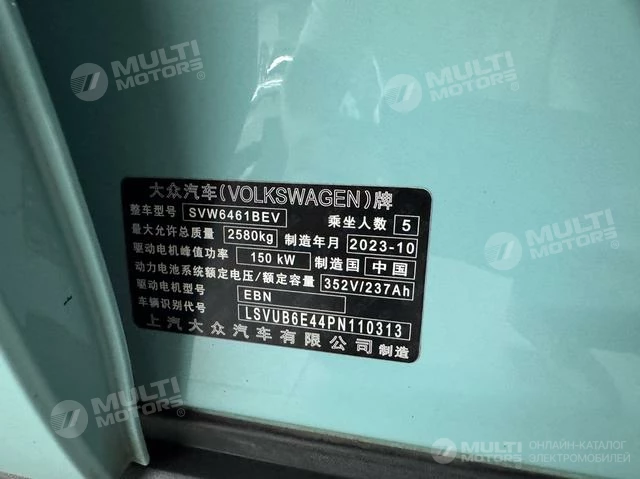 MULTI
MOTORS®
MULTI
MOTORS®
MULTI
MOTORS®
大众汽车(VOLKSWAGEN)牌
整车型号 SVW6461BEV 乘坐人数 5
最大允许总质量 2580kg 制造年月 2023-10
驱动电机峰值功率 150 kW 制造国 中国
动力电池系统额定电压/额定容量 352V/237Ah
驱动电机型号 EBN
车辆识别代号 LSVUB6E44PN110313
上汽大众汽车有限公司 制造
MULTI
MOTORS®
MULTI
MOTORS®
ОНЛАЙН-КАТАЛОГ
ЭЛЕКТРОМОБИЛЕЙ
MULTI
MOTORS®